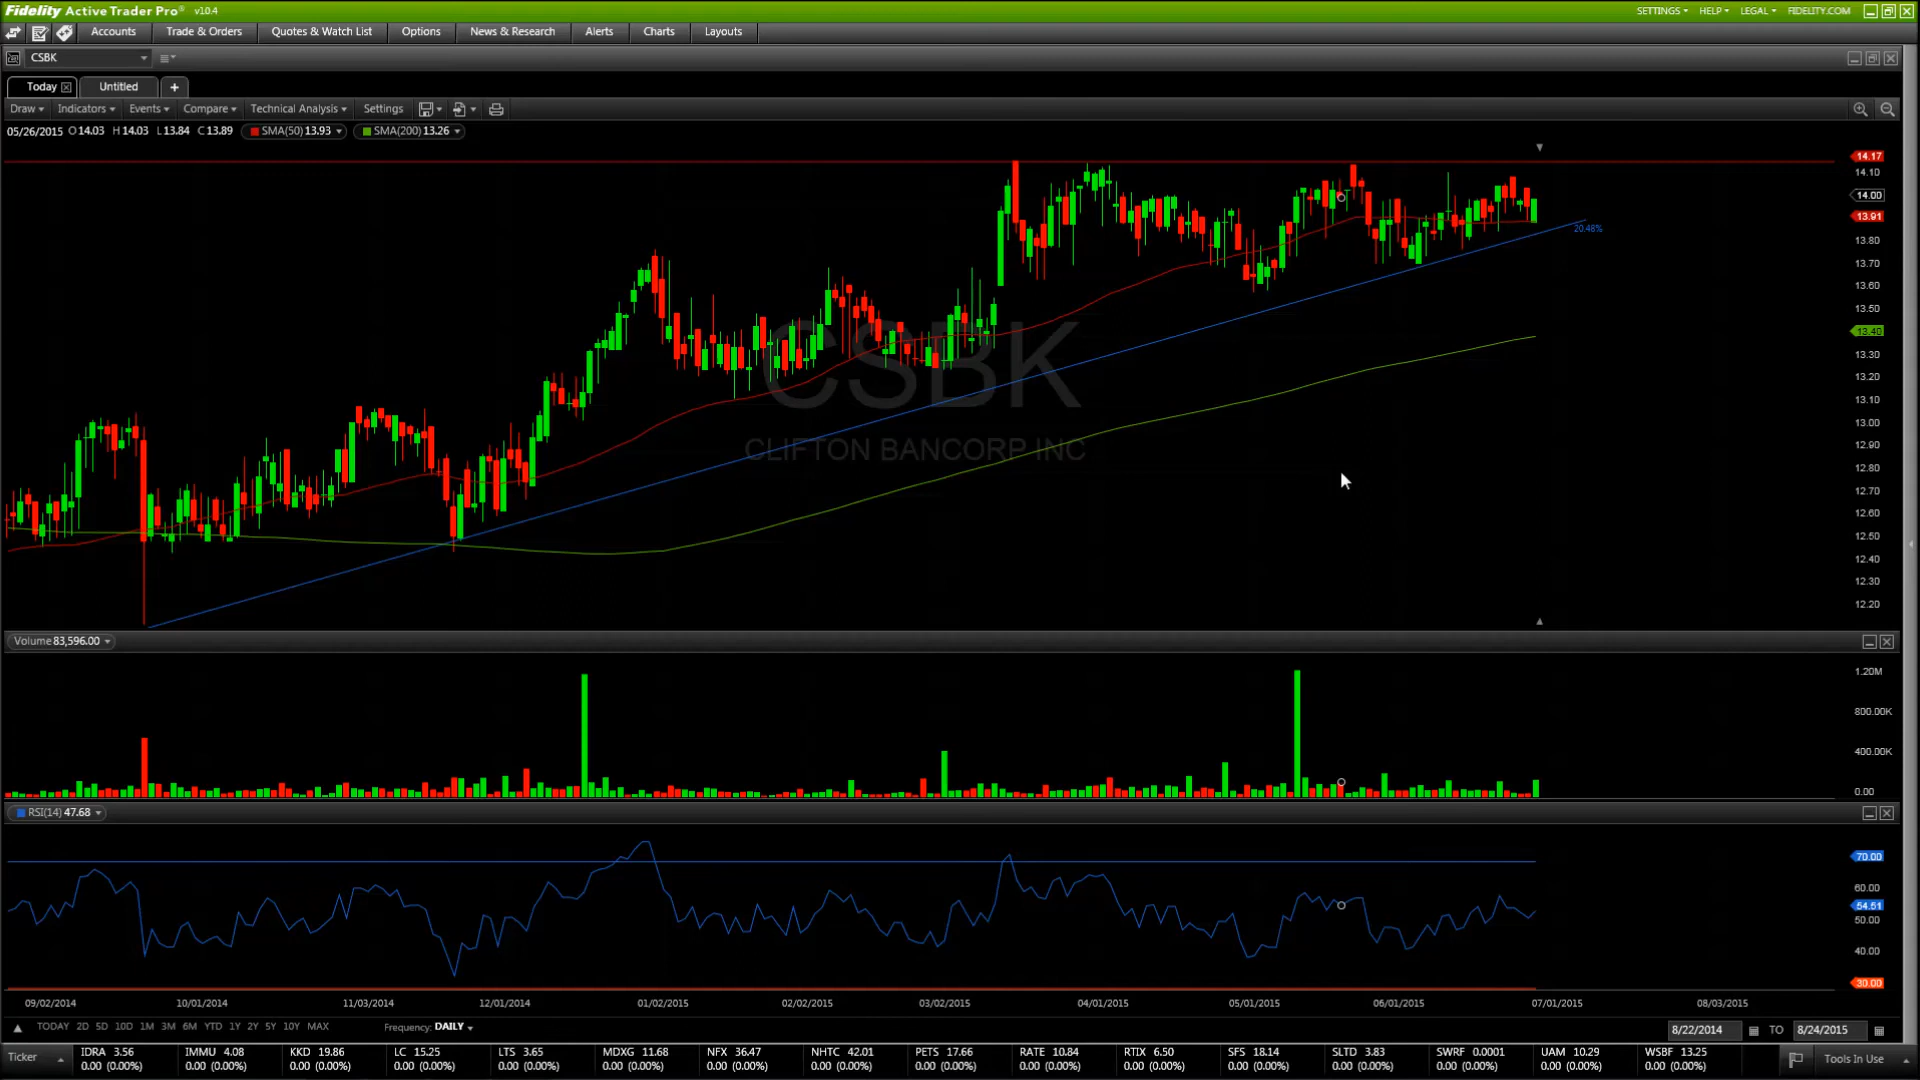 Fidelity Active Trader Pro® v10.4 SETTINGS HELP LEGAL FIDELITY.COM
Accounts Trade & Orders Quotes & Watch List Options News & Research Alerts Charts Layouts
CSBK
Today Untitled +
Draw Indicators Events Compare Technical Analysis Settings
05/26/2015 O 14.03 H 14.03 L 13.84 C 13.89 SMA(50) 13.93 SMA(200) 13.26
14.17
14.10
14.00
13.91
20.48%
13.80
13.70
13.60
13.50
13.40
13.30
13.20
13.10
13.00
12.90
12.80
12.70
12.60
12.50
12.40
12.30
12.20
CSBK
CLIFTON BANCORP INC
Volume 83,596.00
1.20M
800.00K
400.00K
0.00
RSI(14) 47.68
70.00
60.00
54.51
50.00
40.00
30.00
09/02/2014 10/01/2014 11/03/2014 12/01/2014 01/02/2015 02/02/2015 03/02/2015 04/01/2015 05/01/2015 06/01/2015 07/01/2015 08/03/2015
TODAY 2D 5D 10D 1M 3M 6M YTD 1Y 2Y 5Y 10Y MAX Frequency: DAILY 8/22/2014 TO 8/24/2015
Ticker IDRA 3.56 IMMU 4.08 KKD 19.86 LC 15.25 LTS 3.65 MDXG 11.68 NFX 36.47 NHTC 42.01 PETS 17.66 RATE 10.84 RTIX 6.50 SFS 18.14 SLTD 3.83 SWRF 0.0001 UAM 10.29 WSBF 13.25 Tools In Use
0.00 (0.00%) 0.00 (0.00%) 0.00 (0.00%) 0.00 (0.00%) 0.00 (0.00%) 0.00 (0.00%) 0.00 (0.00%) 0.00 (0.00%) 0.00 (0.00%) 0.00 (0.00%) 0.00 (0.00%) 0.00 (0.00%) 0.00 (0.00%) 0.00 (0.00%) 0.00 (0.00%) 0.00 (0.00%)